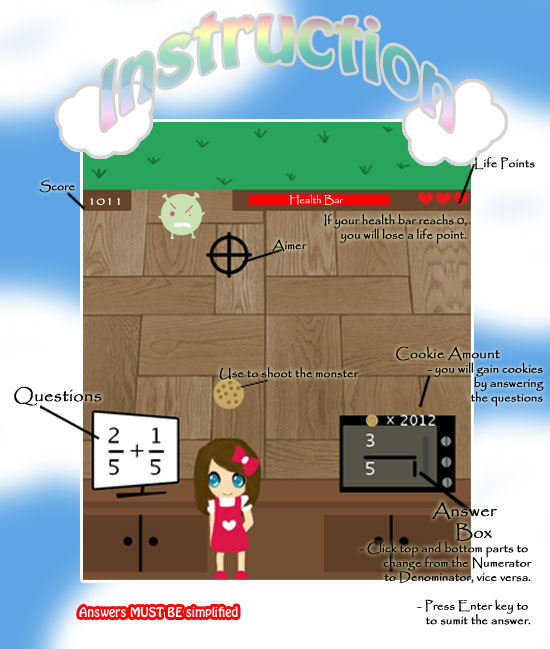 Instruction
Life Points
Score
1011
Health Bar
If your health bar reachs 0,
you will lose a life point.
Aimer
Cookie Amount
- you will gain cookies
by answering
the questions
Use to shoot the monster
Questions
x 2012
2/5 + 1/5
3
5
Answer
Box
- Click top and bottom parts to
change from the Numerator
to Denominator, vice versa.
- Press Enter key to
to sumit the answer.
Answers MUST BE simplified